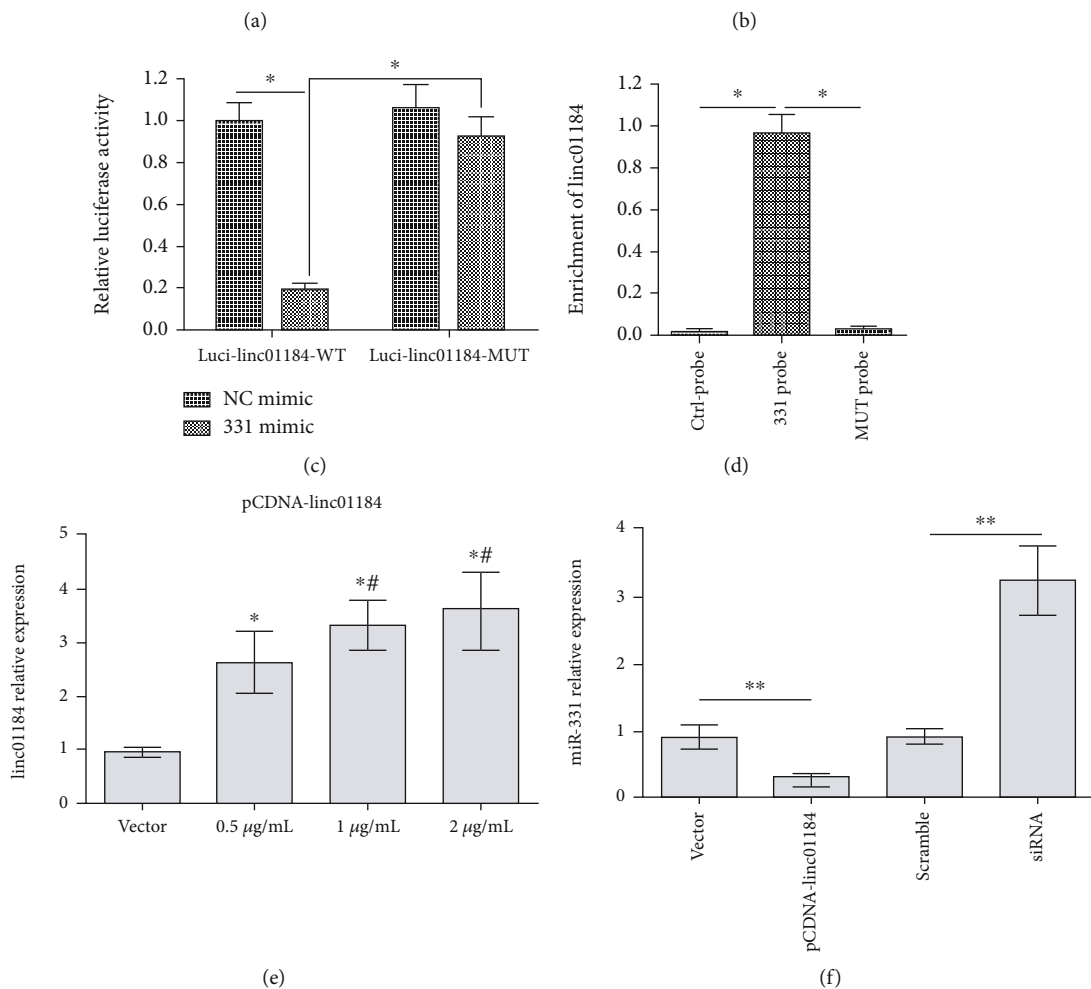 (a)
(b)
Relative luciferase activity
1.2
1.0
0.8
0.6
0.4
0.2
0.0
*
*
Luci-linc01184-WT
Luci-linc01184-MUT
NC mimic
331 mimic
(c)
Enrichment of linc01184
1.2
1.0
0.8
0.6
0.4
0.2
0.0
*
*
Ctrl-probe
331 probe
MUT probe
(d)
pCDNA-linc01184
linc01184 relative expression
5
4
3
2
1
0
*
*#
*#
Vector
0.5 µg/mL
1 µg/mL
2 µg/mL
(e)
miR-331 relative expression
4
3
2
1
0
**
**
Vector
pCDNA-linc01184
Scramble
siRNA
(f)